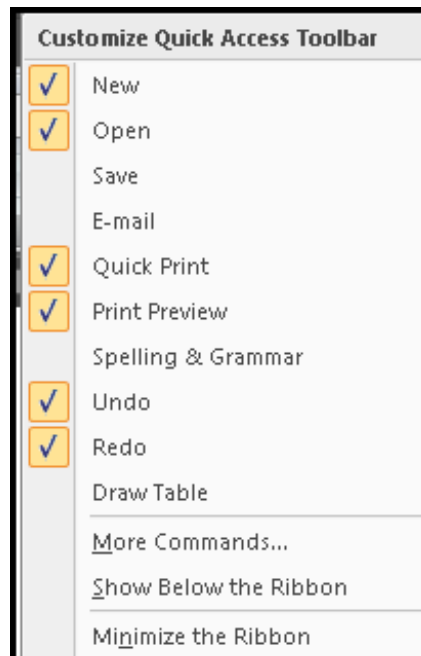 Customize Quick Access Toolbar
New
Open
Save
E-mail
Quick Print
Print Preview
Spelling & Grammar
Undo
Redo
Draw Table
More Commands...
Show Below the Ribbon
Minimize the Ribbon